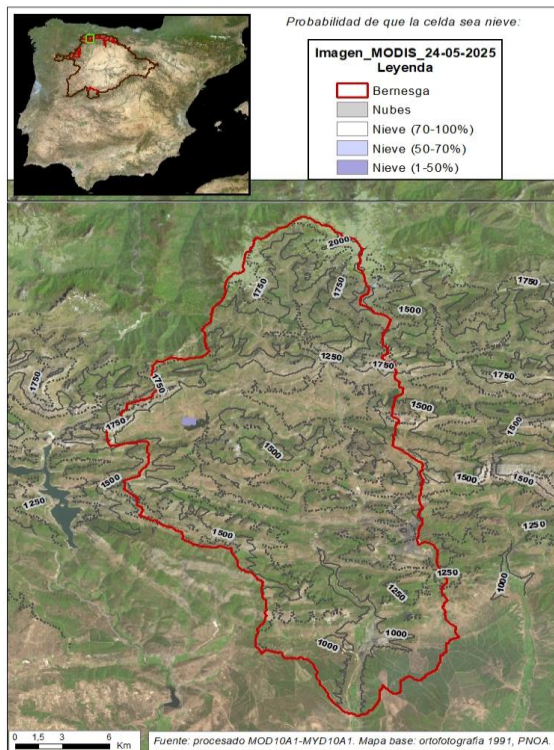 Probabilidad de que la celda sea nieve:
Imagen_MODIS_24-05-2025
Leyenda
Bernesga
Nubes
Nieve (70-100%)
Nieve (50-70%)
Nieve (1-50%)
2000
1750
1750
1750
1500
1250
1750
1750
1750
1750
1750
1500
1500
1500
1500
1500
1500
1250
1500
1250
1250
1000
1250
1000
1000
0 1,5 3 6
Km
Fuente: procesado MOD10A1-MYD10A1. Mapa base: ortofotografía 1991, PNOA.